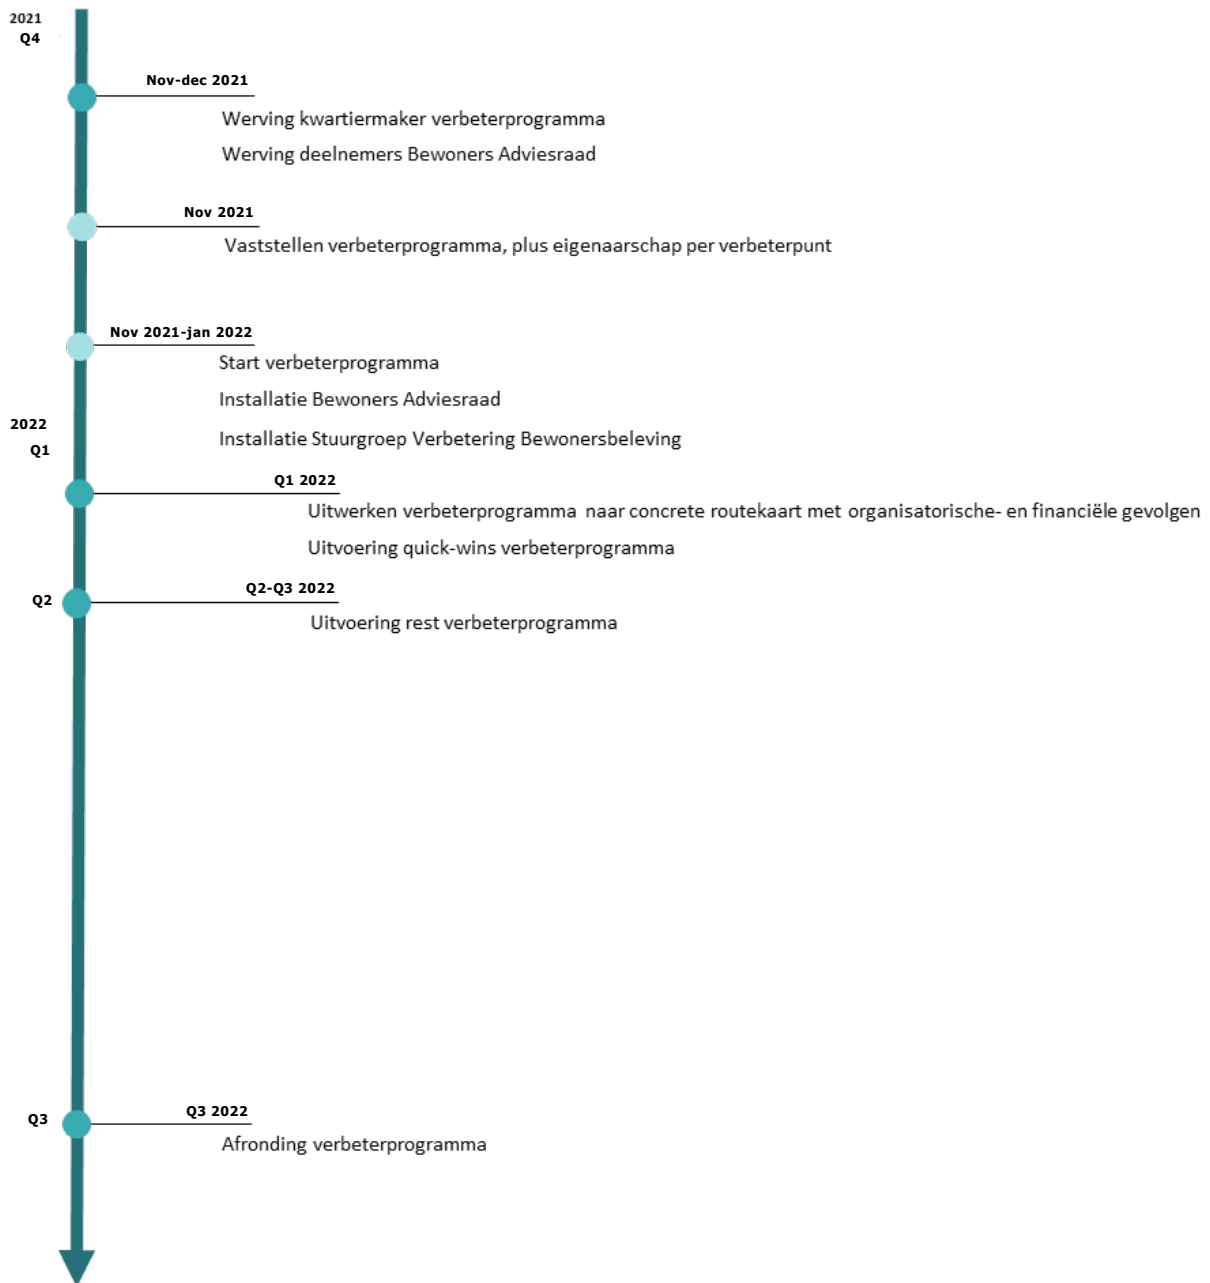 2021
Q4
Nov-dec 2021
Werving kwartiermaker verbeterprogramma
Werving deelnemers Bewoners Adviesraad
Nov 2021
Vaststellen verbeterprogramma, plus eigenaarschap per verbeterpunt
Nov 2021-jan 2022
Start verbeterprogramma
Installatie Bewoners Adviesraad
2022
Installatie Stuurgroep Verbetering Bewonersbeleving
Q1
Q1 2022
Uitwerken verbeterprogramma naar concrete routekaart met organisatorische- en financiële gevolgen
Uitvoering quick-wins verbeterprogramma
Q2-Q3 2022
Q2
Uitvoering rest verbeterprogramma
Q3 2022
Q3
Afronding verbeterprogramma